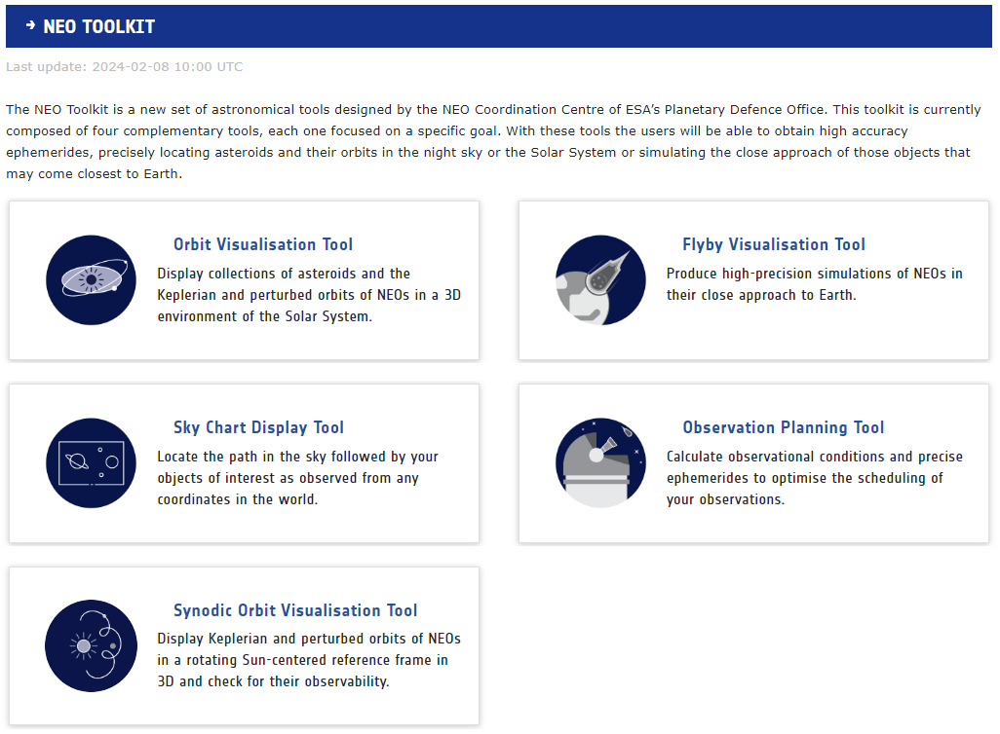 NEO TOOLKIT
Last update: 2024-02-08 10:00 UTC
The NEO Toolkit is a new set of astronomical tools designed by the NEO Coordination Centre of ESA’s Planetary Defence Office. This toolkit is currently
composed of four complementary tools, each one focused on a specific goal. With these tools the users will be able to obtain high accuracy
ephemerides, precisely locating asteroids and their orbits in the night sky or the Solar System or simulating the close approach of those objects that
may come closest to Earth.
Orbit Visualisation Tool
Display collections of asteroids and the
Keplerian and perturbed orbits of NEOs in a 3D
environment of the Solar System.
Flyby Visualisation Tool
Produce high-precision simulations of NEOs in
their close approach to Earth.
Sky Chart Display Tool
Locate the path in the sky followed by your
objects of interest as observed from any
coordinates in the world.
Observation Planning Tool
Calculate observational conditions and precise
ephemerides to optimise the scheduling of
your observations.
Synodic Orbit Visualisation Tool
Display Keplerian and perturbed orbits of NEOs
in a rotating Sun-centered reference frame in
3D and check for their observability.